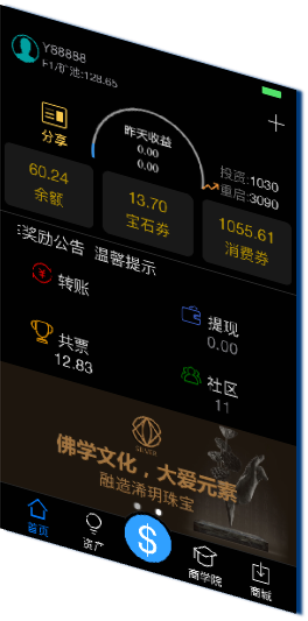 Y88888
F1/矿池:128.65
分享
昨天收益
0.00
0.00
投资:1030
重启:3090
60.24
余额
13.70
宝石券
1055.61
消费券
奖励公告 温馨提示
转账
提现
0.00
共票
12.83
社区
11
佛学文化，大爱元素
融造浠玥珠宝
首页
资产
$
商学院
商城